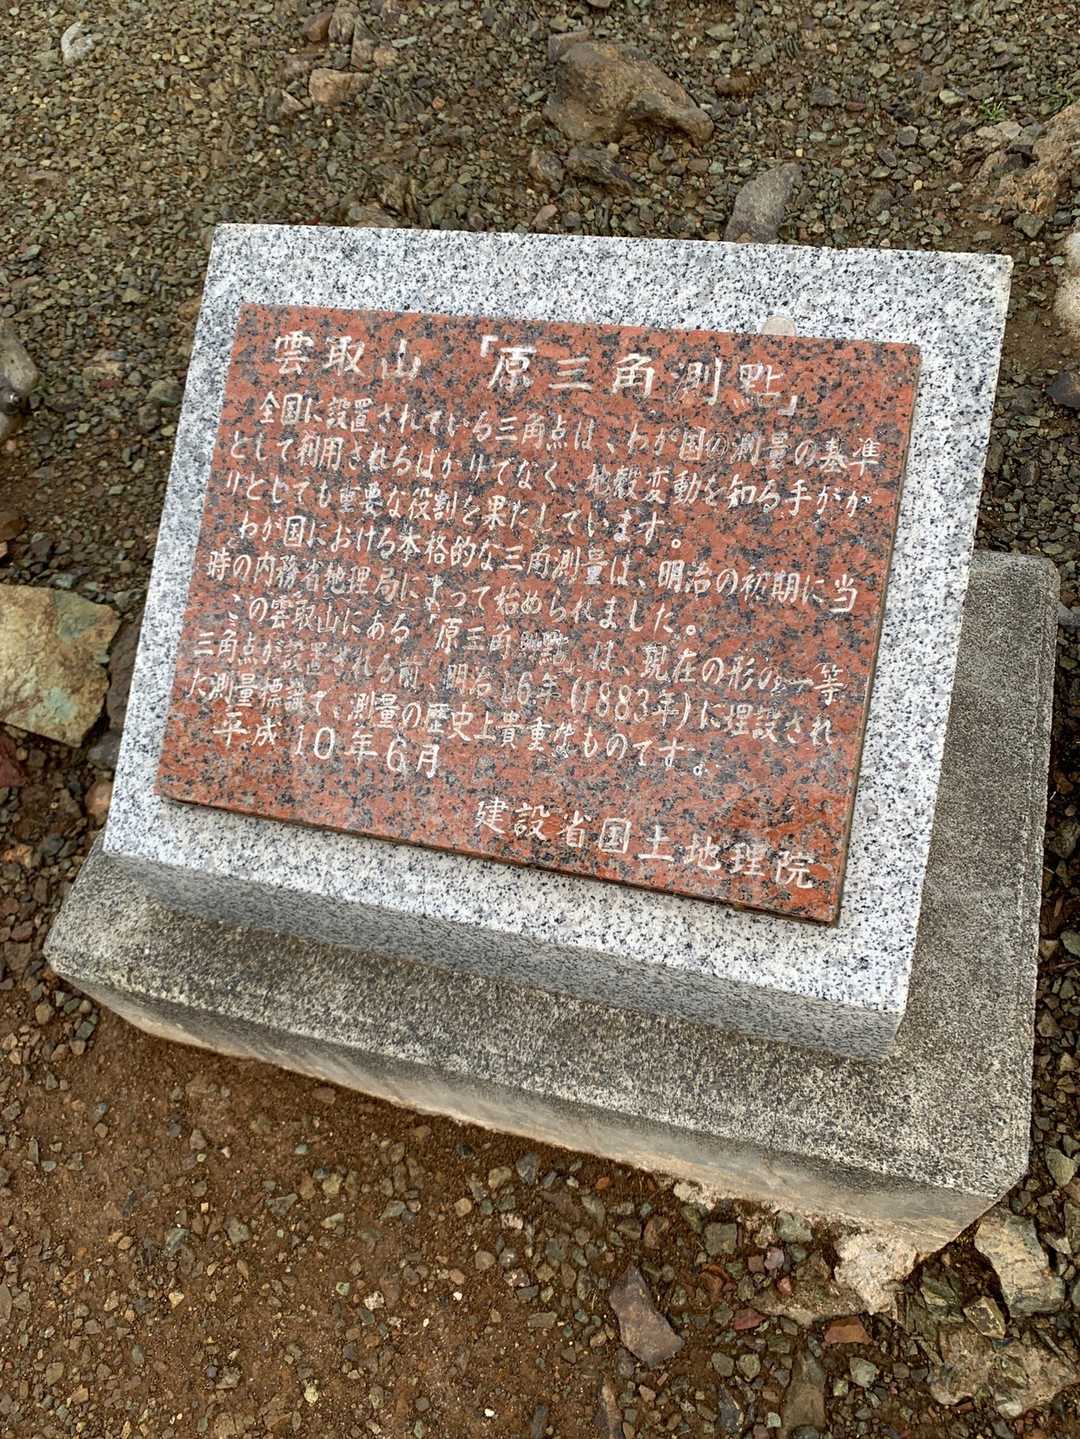 雲取山 「原三角測點」
全国に設置されている三角点は、わが国の測量の基準
として利用されるばかりでなく、地殻変動を知る手がか
りとしても重要な役割を果たしています。
わが国における本格的な三角測量は、明治の初期に当
時の内務省地理局によって始められました。
この雲取山にある「原三角測點」は、現在の形の一等
三角点が設置される前、明治16年(1883年)に埋設され
た測量標識で、測量の歴史上貴重なものです。
平成10年6月
建設省国土地理院